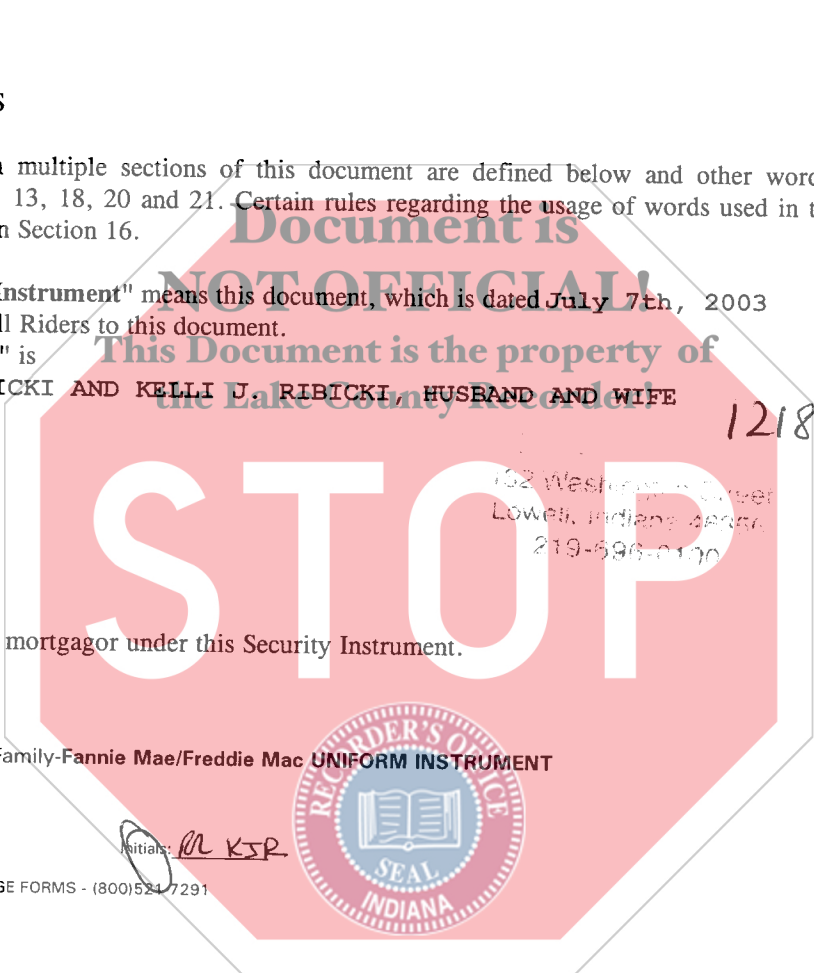 S
multiple sections of this document are defined below and other word
13, 18, 20 and 21. Certain rules regarding the usage of words used in t
n Section 16.
Document is
NOT OFFICIAL!
nstrument" means this document, which is dated July 7th, 2003
ll Riders to this document.
" is
This Document is the property of
ICKI AND KELLI J. RIBICKI, HUSBAND AND WIFE
the Lake County Recorder!
1218
Lowell, Indiana
STOP
mortgagor under this Security Instrument.
Family-Fannie Mae/Freddie Mac UNIFORM INSTRUMENT
RECORDER'S OFFICE
SEAL
INDIANA
Initials: KJR
GE FORMS - (800)521-7291